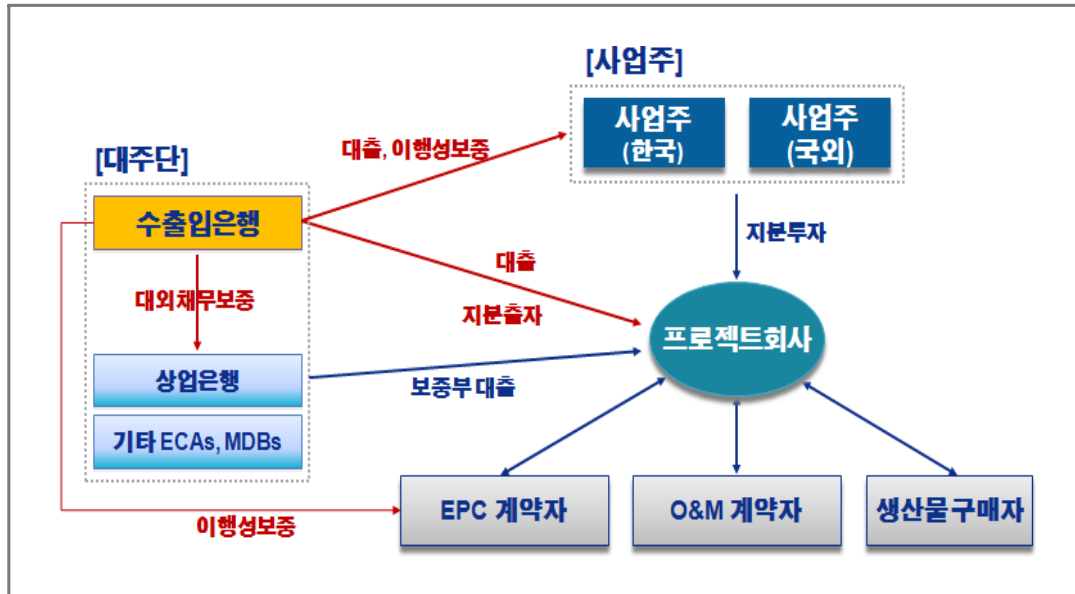 [사업주]
사업주
(한국)
사업주
(국외)
대출, 이행성보증
[대주단]
수출입은행
지분투자
대출
대외채무보증
지분출자
프로젝트회사
상업은행
보증부 대출
기타 ECAs, MDBs
EPC 계약자
O&M 계약자
생산물 구매자
이행성보증